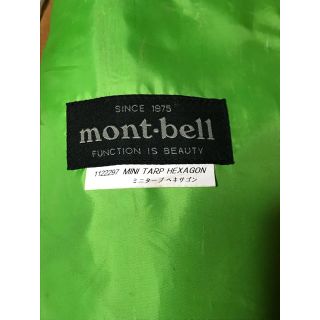 SINCE 1975
mont·bell
FUNCTION IS BEAUTY
1122297 MINI TARP HEXAGON
ミニタープ ヘキサゴン